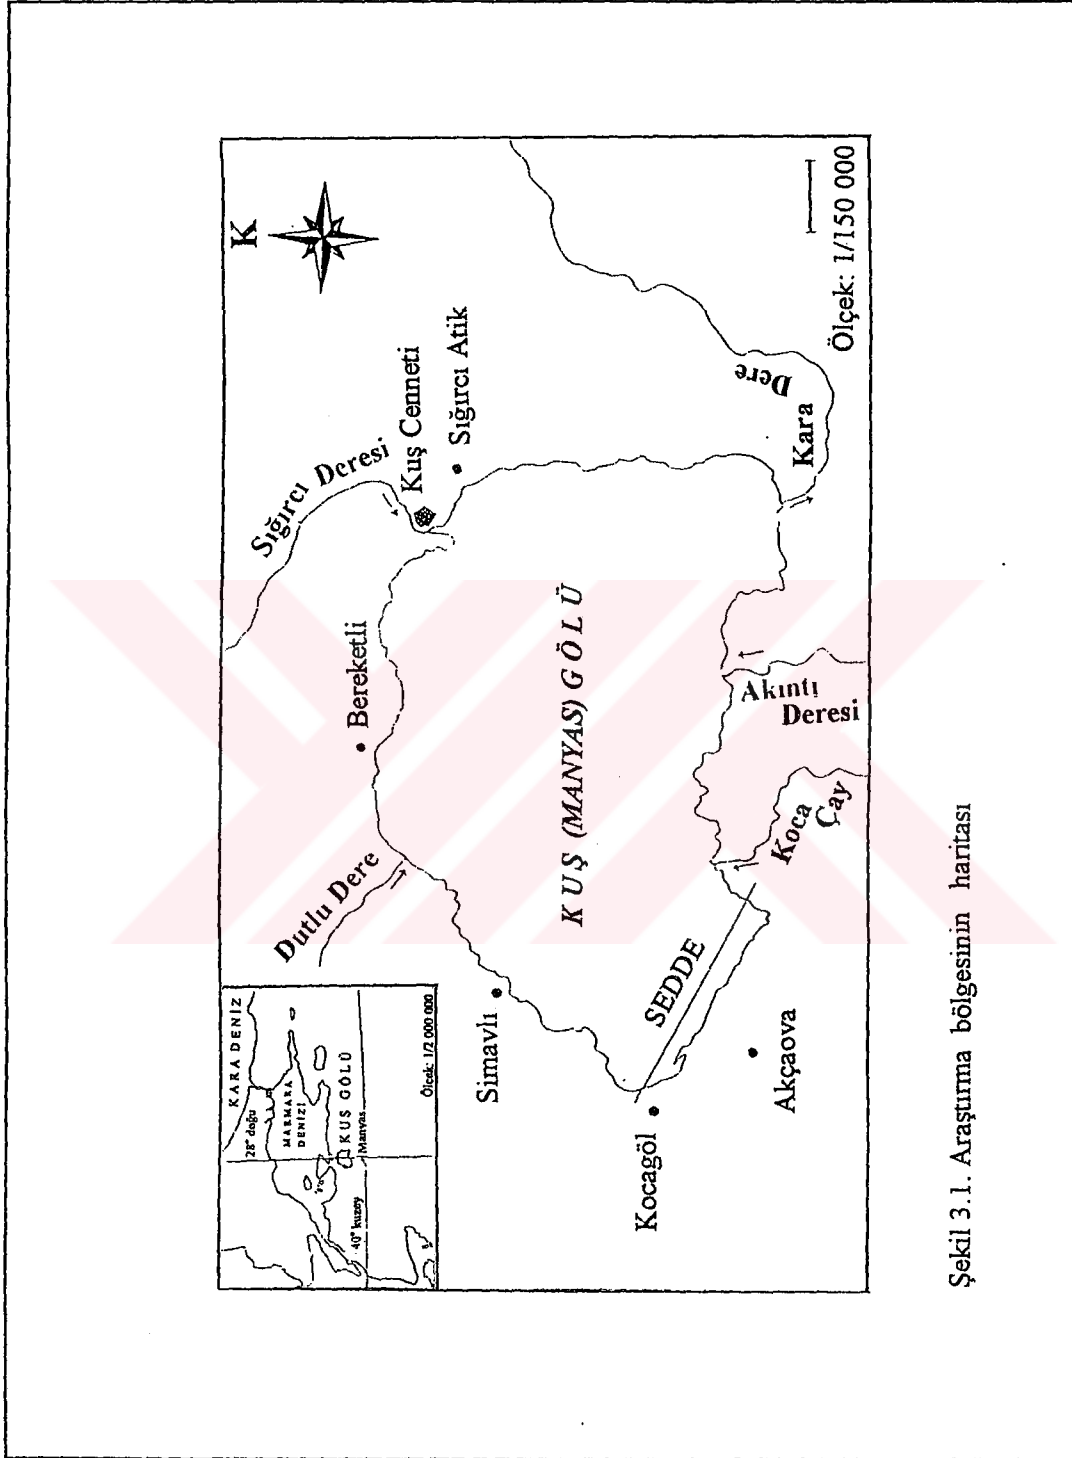 KARADENİZ
28° doğu
MARMARA
DENİZİ
KUŞ GÖLÜ
Manyas
40° kuzey
Ölçek: 1/2 000 000
K
Dutlu Dere
Sığırcı Deresi
Bereketli
Kuş Cenneti
Sığırcı Atik
Simavlı
KUŞ (MANYAS) GÖLÜ
Kocagöl
SEDDE
Akçaova
Koca
Çay
Akıntı
Deresi
Kara
Dere
Ölçek: 1/150 000
Şekil 3.1. Araştırma bölgesinin haritası